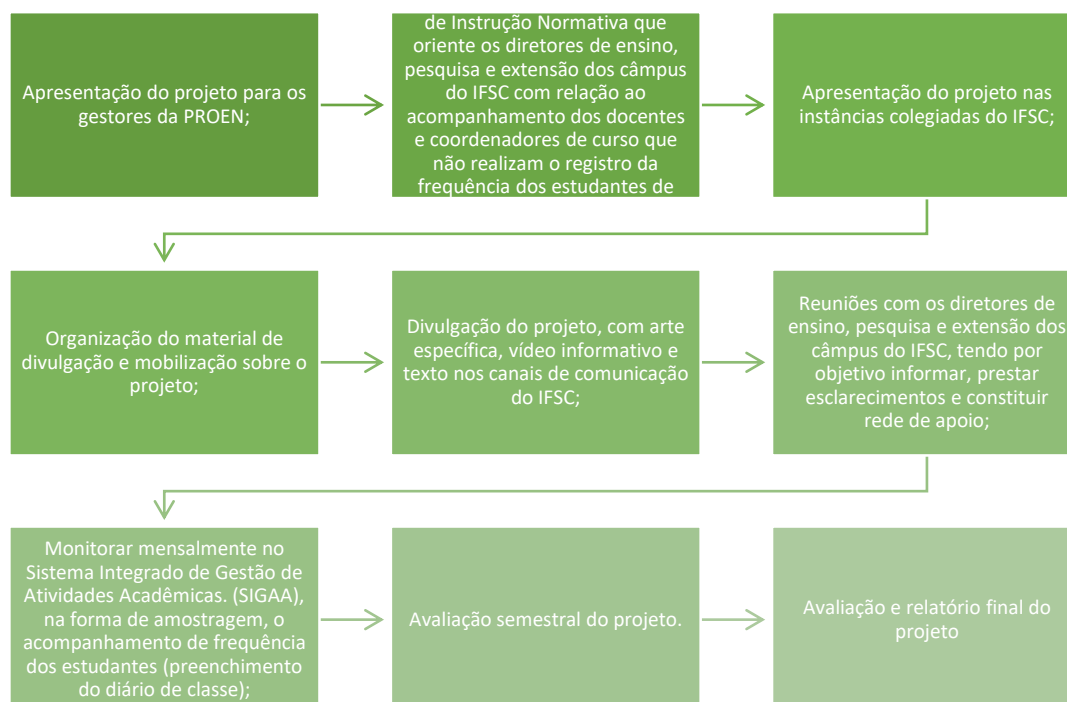 Apresentação do projeto para os
gestores da PROEN;
de Instrução Normativa que
oriente os diretores de ensino,
pesquisa e extensão dos câmpus
do IFSC com relação ao
acompanhamento dos docentes
e coordenadores de curso que
não realizam o registro da
frequência dos estudantes de
Apresentação do projeto nas
instâncias colegiadas do IFSC;
Organização do material de
divulgação e mobilização sobre o
projeto;
Divulgação do projeto, com arte
específica, vídeo informativo e
texto nos canais de comunicação
do IFSC;
Reuniões com os diretores de
ensino, pesquisa e extensão dos
câmpus do IFSC, tendo por
objetivo informar, prestar
esclarecimentos e constituir
rede de apoio;
Monitorar mensalmente no
Sistema Integrado de Gestão de
Atividades Acadêmicas. (SIGAA),
na forma de amostragem, o
acompanhamento de frequência
dos estudantes (preenchimento
do diário de classe);
Avaliação semestral do projeto.
Avaliação e relatório final do
projeto